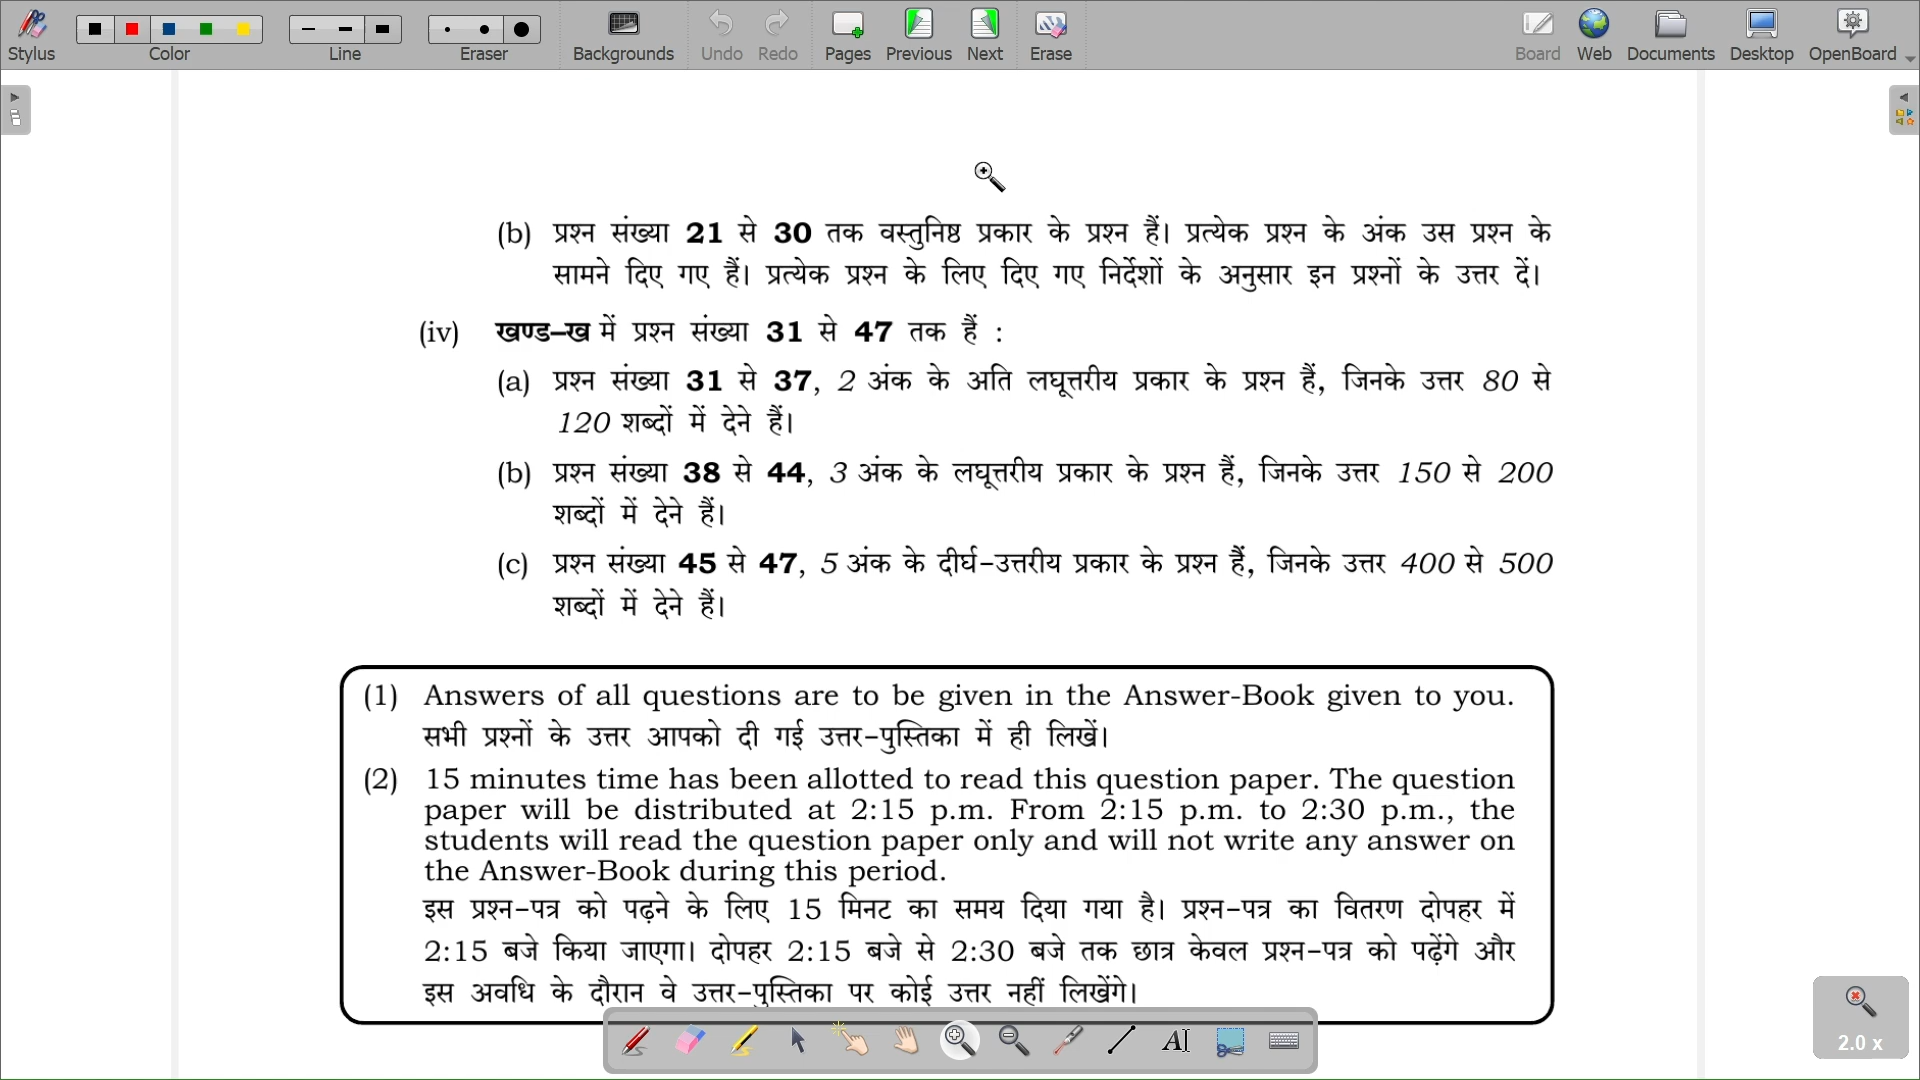 Stylus Color Line Eraser Backgrounds Undo Redo Pages Previous Next Erase Board Web Documents Desktop OpenBoard
(b) प्रश्न संख्या 21 से 30 तक वस्तुनिष्ठ प्रकार के प्रश्न हैं। प्रत्येक प्रश्न के अंक उस प्रश्न के
सामने दिए गए हैं। प्रत्येक प्रश्न के लिए दिए गए निर्देशों के अनुसार इन प्रश्नों के उत्तर दें।
(iv) खण्ड–ख में प्रश्न संख्या 31 से 47 तक हैं :
(a) प्रश्न संख्या 31 से 37, 2 अंक के अति लघूत्तरीय प्रकार के प्रश्न हैं, जिनके उत्तर 80 से
120 शब्दों में देने हैं।
(b) प्रश्न संख्या 38 से 44, 3 अंक के लघूत्तरीय प्रकार के प्रश्न हैं, जिनके उत्तर 150 से 200
शब्दों में देने हैं।
(c) प्रश्न संख्या 45 से 47, 5 अंक के दीर्घ-उत्तरीय प्रकार के प्रश्न हैं, जिनके उत्तर 400 से 500
शब्दों में देने हैं।
(1) Answers of all questions are to be given in the Answer-Book given to you.
सभी प्रश्नों के उत्तर आपको दी गई उत्तर-पुस्तिका में ही लिखें।
(2) 15 minutes time has been allotted to read this question paper. The question
paper will be distributed at 2:15 p.m. From 2:15 p.m. to 2:30 p.m., the
students will read the question paper only and will not write any answer on
the Answer-Book during this period.
इस प्रश्न-पत्र को पढ़ने के लिए 15 मिनट का समय दिया गया है। प्रश्न-पत्र का वितरण दोपहर में
2:15 बजे किया जाएगा। दोपहर 2:15 बजे से 2:30 बजे तक छात्र केवल प्रश्न-पत्र को पढ़ेंगे और
इस अवधि के दौरान वे उत्तर-पुस्तिका पर कोई उत्तर नहीं लिखेंगे।
AI
2.0 x